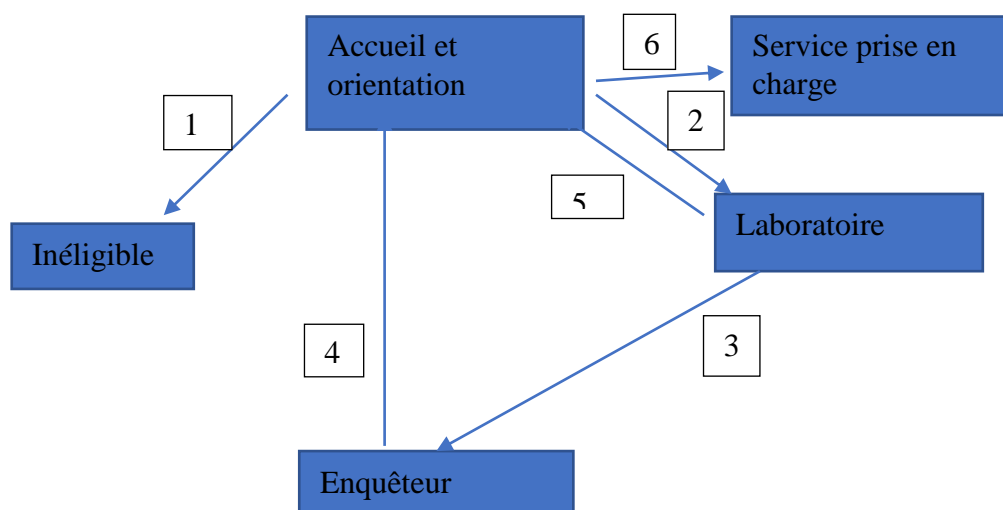 Accueil et
orientation
6
Service prise en
charge
1
2
5
Inéligible
Laboratoire
4
3
Enquêteur